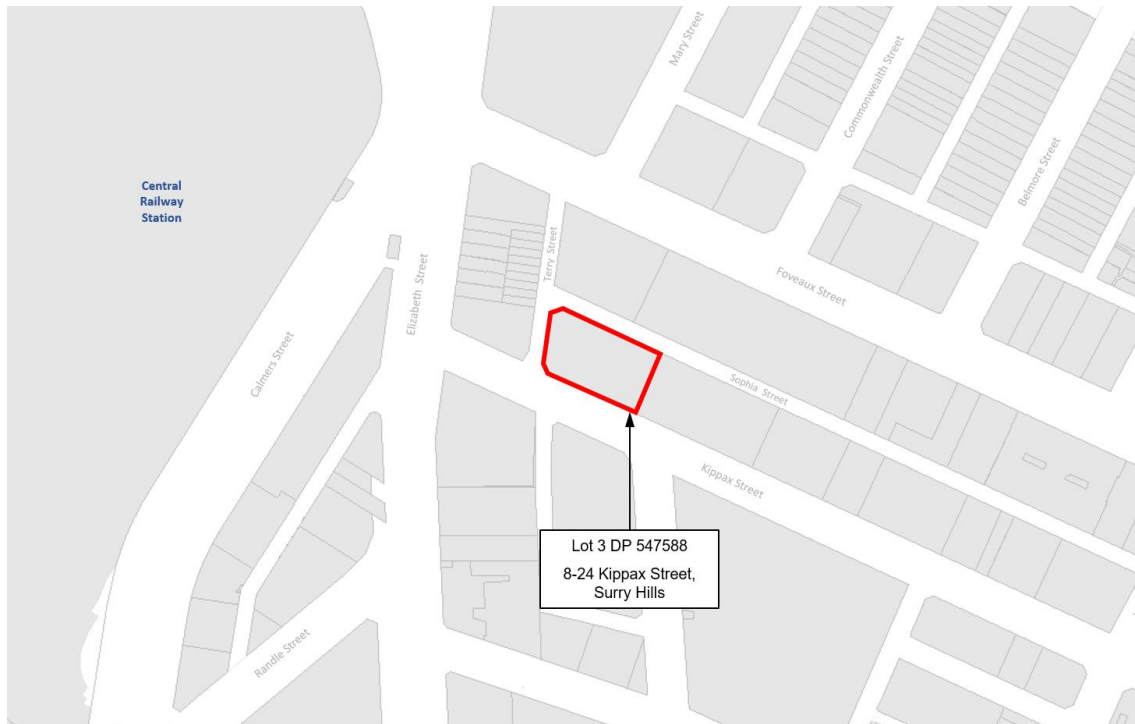 Mary Street
Commonwealth Street
Belmore Street
Central
Railway
Station
Terry Street
Elizabeth Street
Foveaux Street
Calmers Street
Sophia Street
Kippax Street
Lot 3 DP 547588
8-24 Kippax Street,
Surry Hills
Randle Street